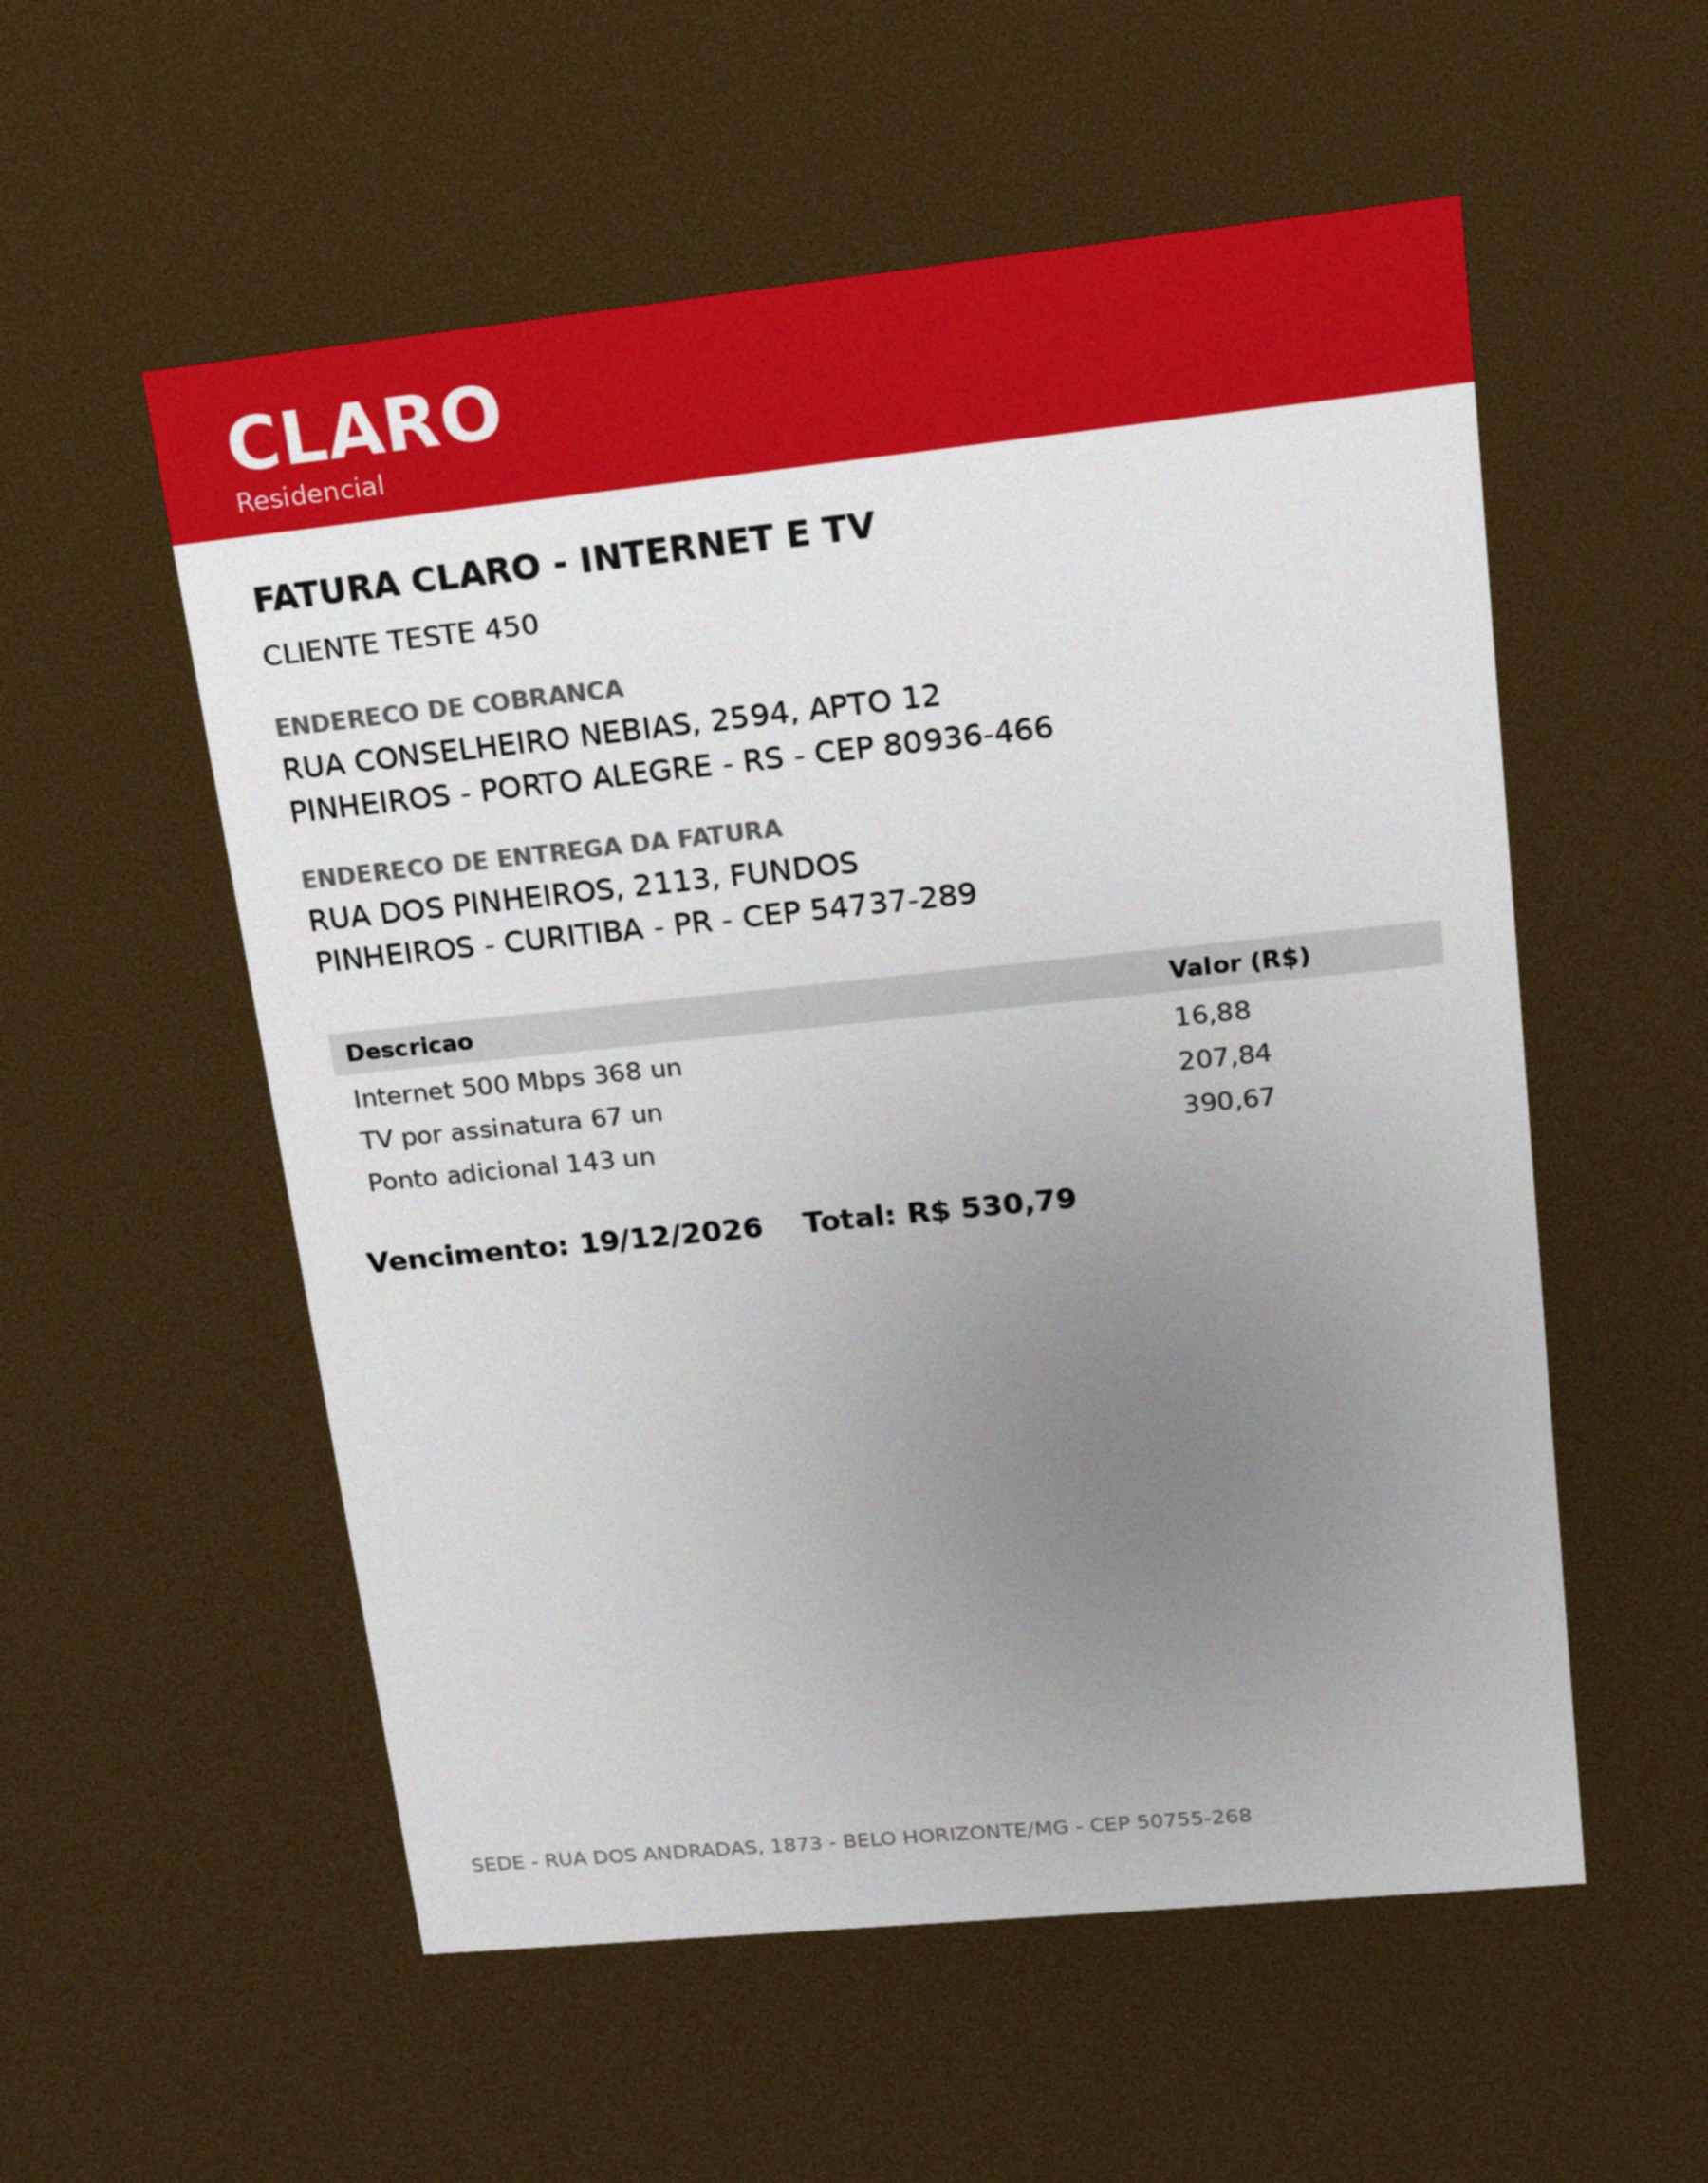 CLARO
Residencial
FATURA CLARO - INTERNET E TV
CLIENTE TESTE 450
ENDERECO DE COBRANCA
RUA CONSELHEIRO NEBIAS, 2594, APTO 12
PINHEIROS - PORTO ALEGRE - RS - CEP 80936-466
ENDERECO DE ENTREGA DA FATURA
RUA DOS PINHEIROS, 2113, FUNDOS
PINHEIROS - CURITIBA - PR - CEP 54737-289
Descricao Valor (R$)
Internet 500 Mbps 368 un 16,88
TV por assinatura 67 un 207,84
Ponto adicional 143 un 390,67
Vencimento: 19/12/2026 Total: R$ 530,79
SEDE - RUA DOS ANDRADAS, 1873 - BELO HORIZONTE/MG - CEP 50755-268